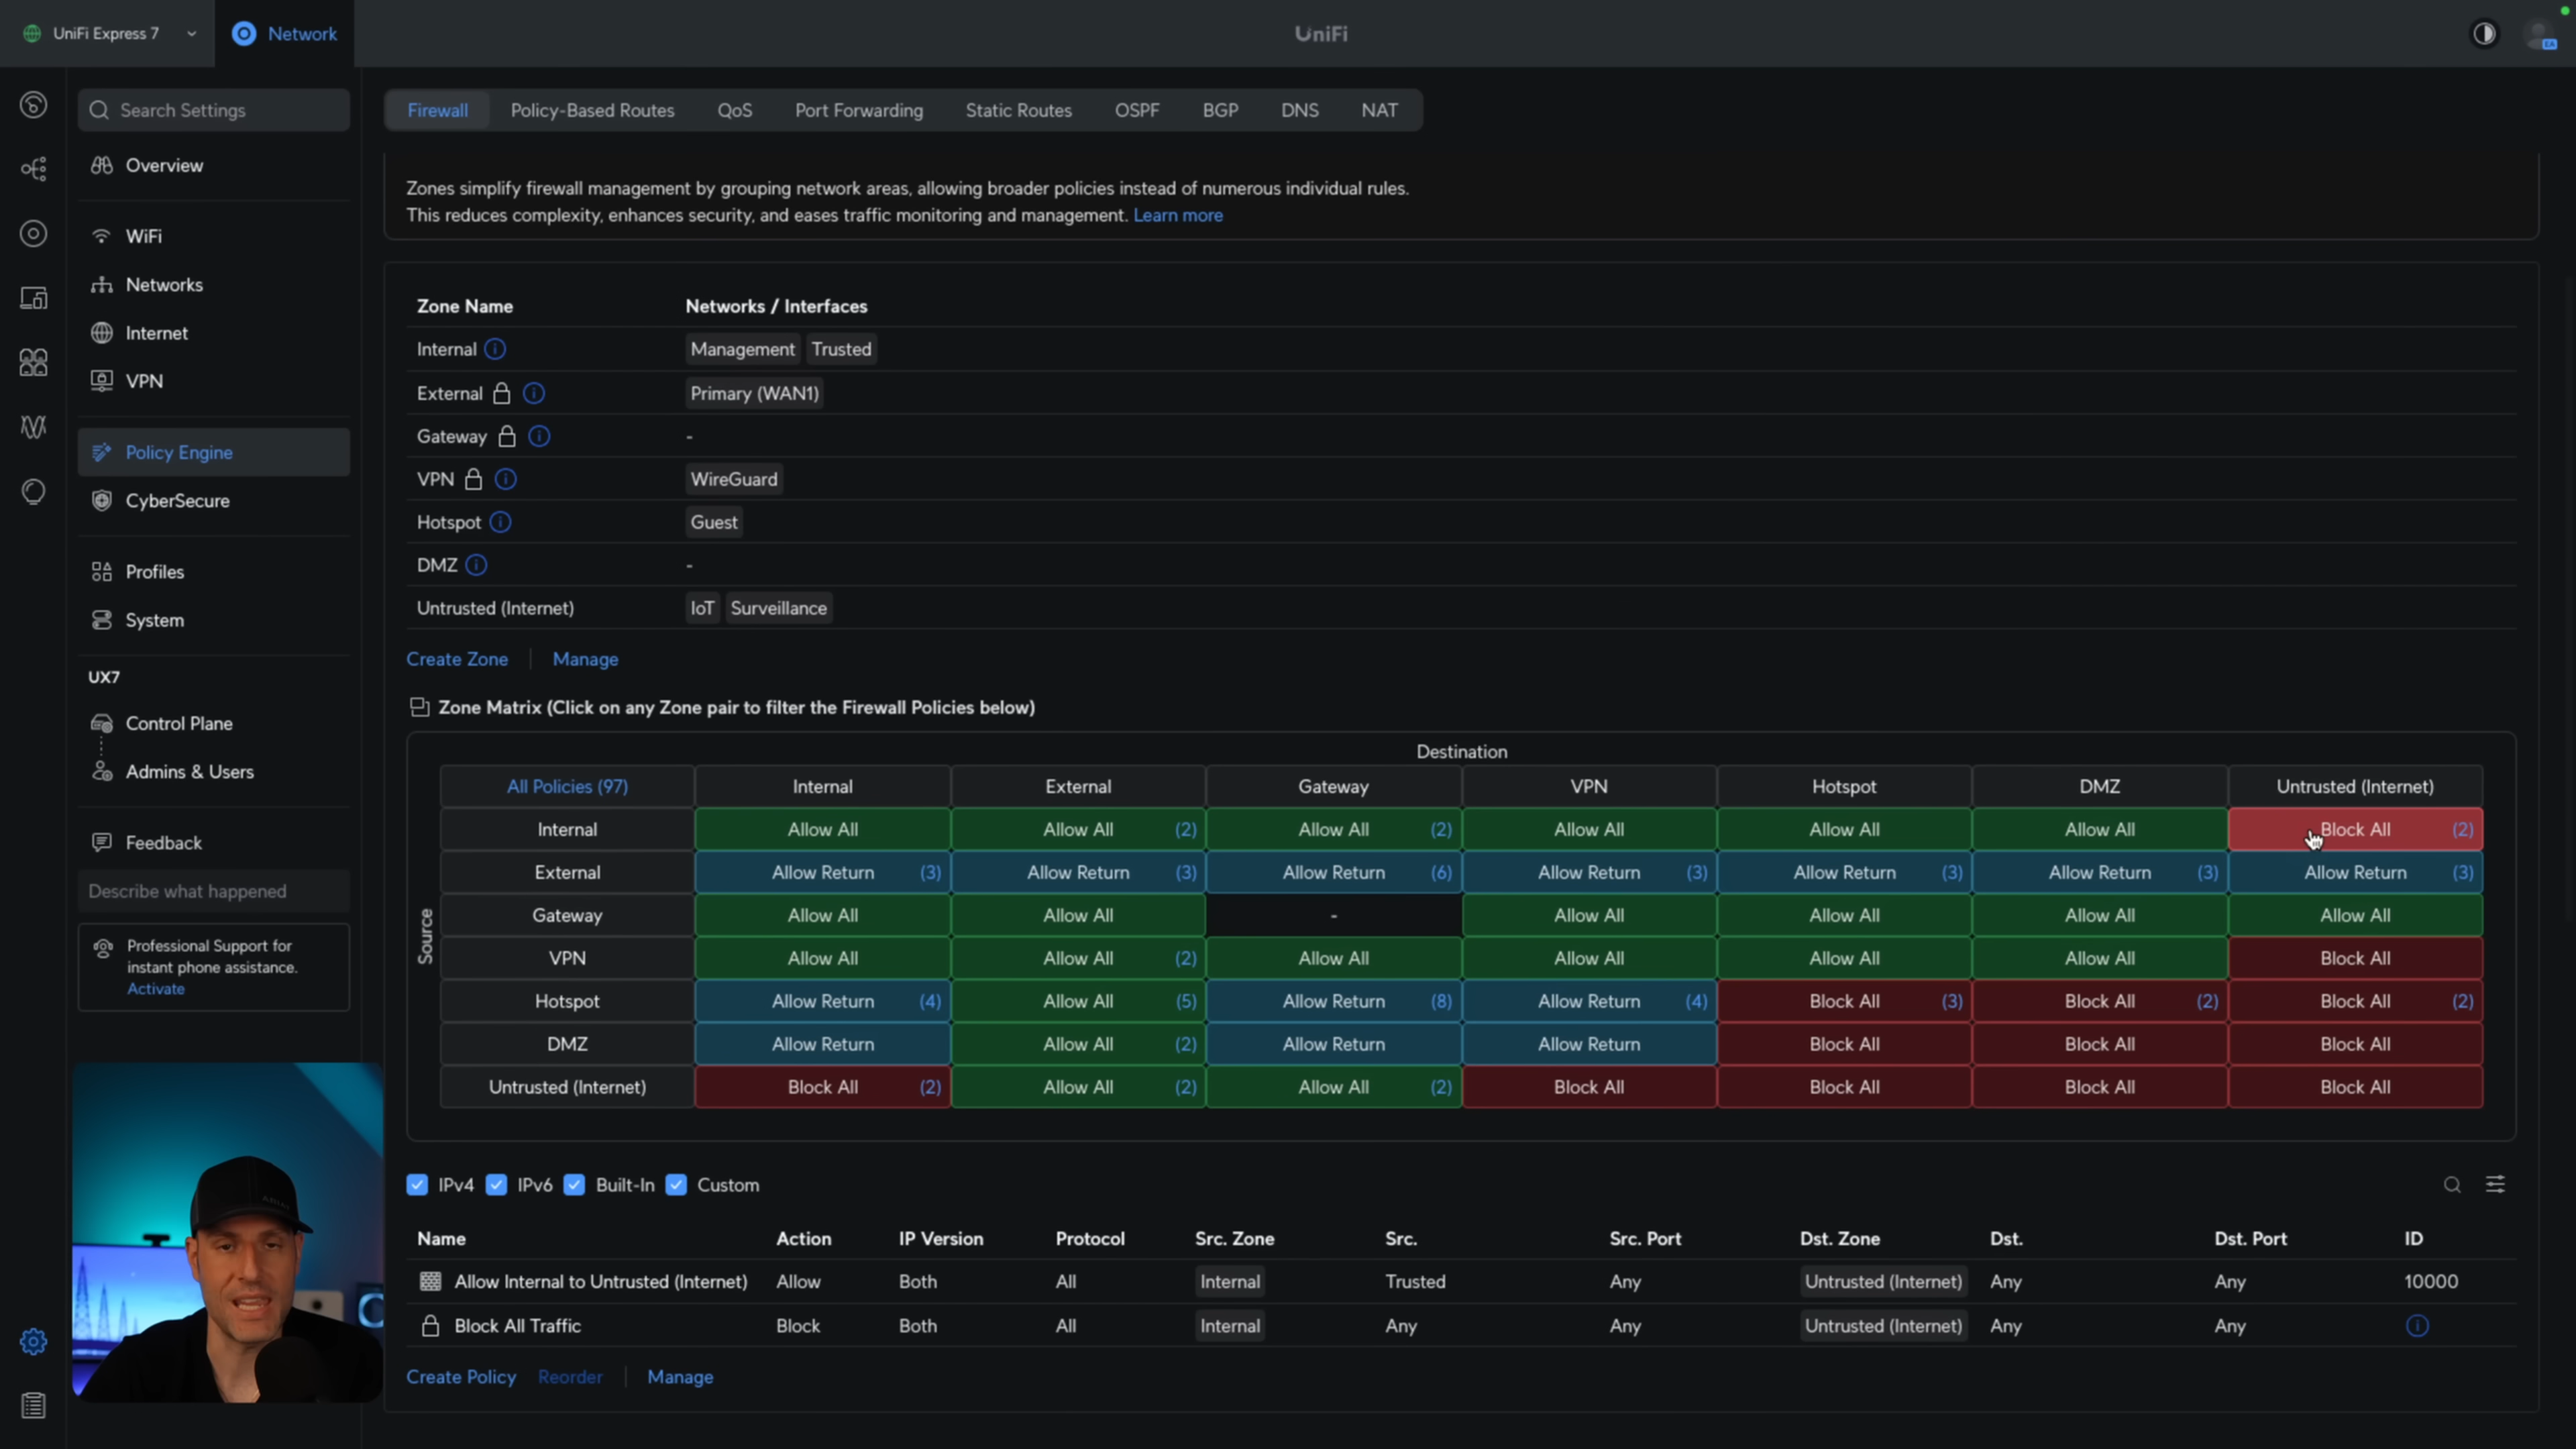 UniFi Express 7
Network
UniFi
Search Settings
Overview
WiFi
Networks
Internet
VPN
Policy Engine
CyberSecure
Profiles
System
UX7
Control Plane
Admins & Users
Feedback
Describe what happened
Professional Support for
instant phone assistance.
Activate
Firewall Policy-Based Routes QoS Port Forwarding Static Routes OSPF BGP DNS NAT
Zones simplify firewall management by grouping network areas, allowing broader policies instead of numerous individual rules.
This reduces complexity, enhances security, and eases traffic monitoring and management. Learn more
Zone Name Networks / Interfaces
Internal Management Trusted
External Primary (WAN1)
Gateway -
VPN WireGuard
Hotspot Guest
DMZ -
Untrusted (Internet) IoT Surveillance
Create Zone Manage
Zone Matrix (Click on any Zone pair to filter the Firewall Policies below)
Destination
Source
All Policies (97) Internal External Gateway VPN Hotspot DMZ Untrusted (Internet)
Internal Allow All Allow All (2) Allow All (2) Allow All Allow All Allow All Block All (2)
External Allow Return (3) Allow Return (3) Allow Return (6) Allow Return (3) Allow Return (3) Allow Return (3) Allow Return (3)
Gateway Allow All Allow All - Allow All Allow All Allow All Allow All
VPN Allow All Allow All (2) Allow All Allow All Allow All Allow All Block All
Hotspot Allow Return (4) Allow All (5) Allow Return (8) Allow Return (4) Block All (3) Block All (2) Block All (2)
DMZ Allow Return Allow All (2) Allow Return Allow Return Block All Block All Block All
Untrusted (Internet) Block All (2) Allow All (2) Allow All (2) Block All Block All Block All Block All
IPv4 IPv6 Built-In Custom
Name Action IP Version Protocol Src. Zone Src. Src. Port Dst. Zone Dst. Dst. Port ID
Allow Internal to Untrusted (Internet) Allow Both All Internal Trusted Any Untrusted (Internet) Any Any 10000
Block All Traffic Block Both All Internal Any Any Untrusted (Internet) Any Any
Create Policy Reorder Manage